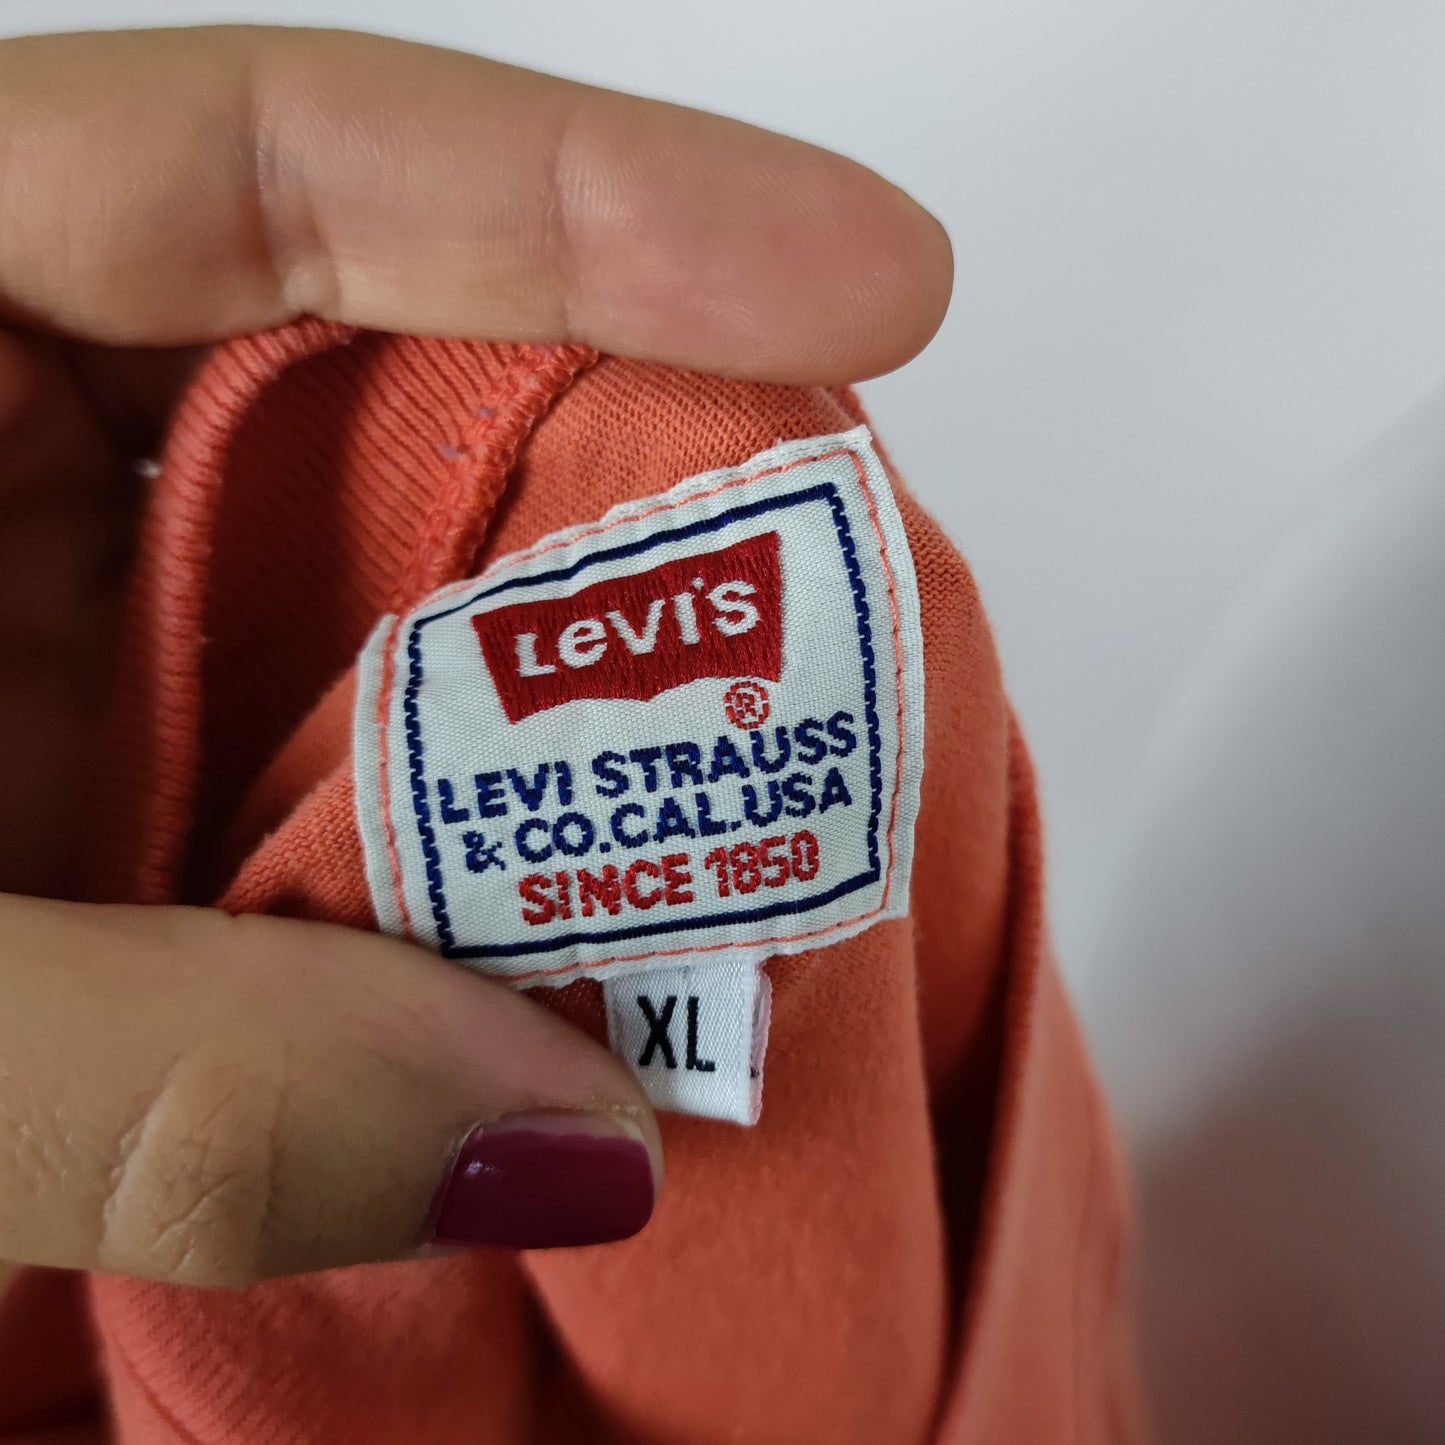 LeVI'S
®
LEVI STRAUSS
& CO.CAL.USA
SINCE 1850
XL